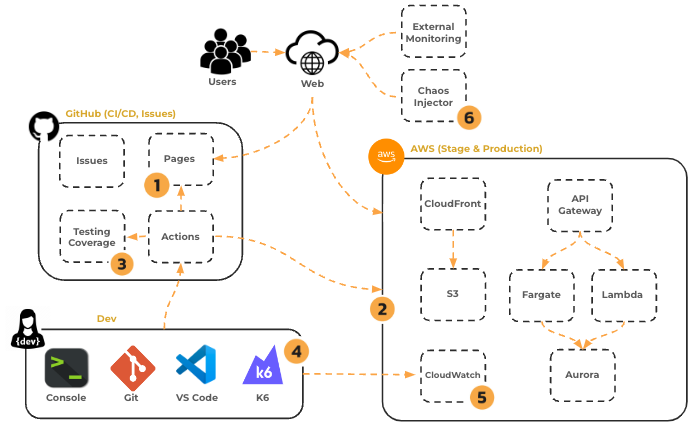 External
Monitoring
Users
Web
Chaos
Injector
6
GitHub (CI/CD, Issues)
aws
AWS (Stage & Production)
Issues
Pages
1
CloudFront
API
Gateway
Testing
Coverage
3
Actions
2
S3
Fargate
Lambda
Dev
{dev}
>_
k6
4
Console
Git
VS Code
K6
CloudWatch
5
Aurora